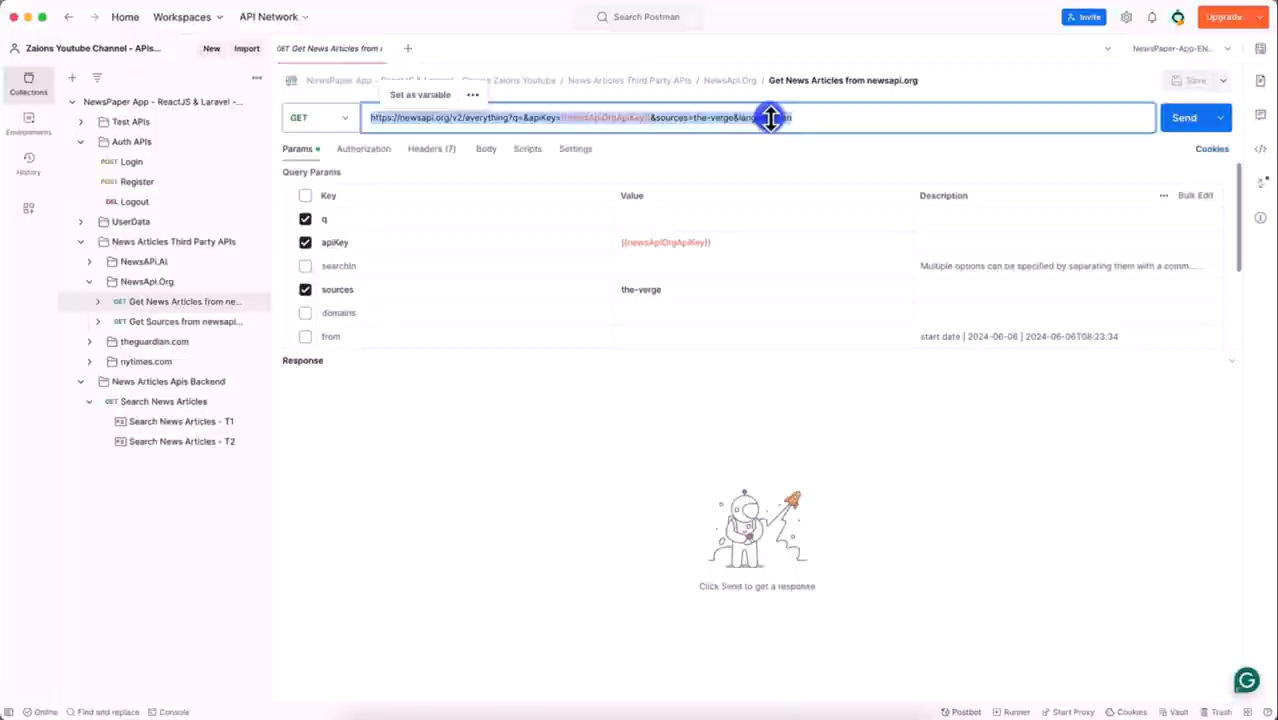 Home Workspaces API Network Search Postman Invite Upgrade
Zaions Youtube Channel - APIs... New Import GET Get News Articles from NewsPaper-App-EN...
Collections
Environments
History
NewsPaper App - ReactJS & Laravel -...
Test APIs
Auth APIs
POST Login
POST Register
DEL Logout
UserData
News Articles Third Party APIs
NewsAPi.Ai
NewsApi.Org
GET Get News Articles from ne...
GET Get Sources from newsapi...
theguardian.com
nytimes.com
News Articles Apis Backend
GET Search News Articles
Search News Articles - T1
Search News Articles - T2
NewsPaper App - Youtube / News Articles Third Party APIs / NewsApi.Org / Get News Articles from newsapi.org Save
Set as variable
GET https://newsapi.org/v2/everything?q=&apiKey={{newsApiOrgApiKey}}&sources=the-verge& Send
Params Authorization Headers (7) Body Scripts Settings Cookies
Query Params
Key Value Description Bulk Edit
q
apiKey {{newsApiOrgApiKey}}
searchIn Multiple options can be specified by separating them with a comm......
sources the-verge
domains
from start date | 2024-06-06 | 2024-06-06T08:23:34
Response
Click Send to get a response
Online Find and replace Console Postbot Runner Start Proxy Cookies Vault Trash